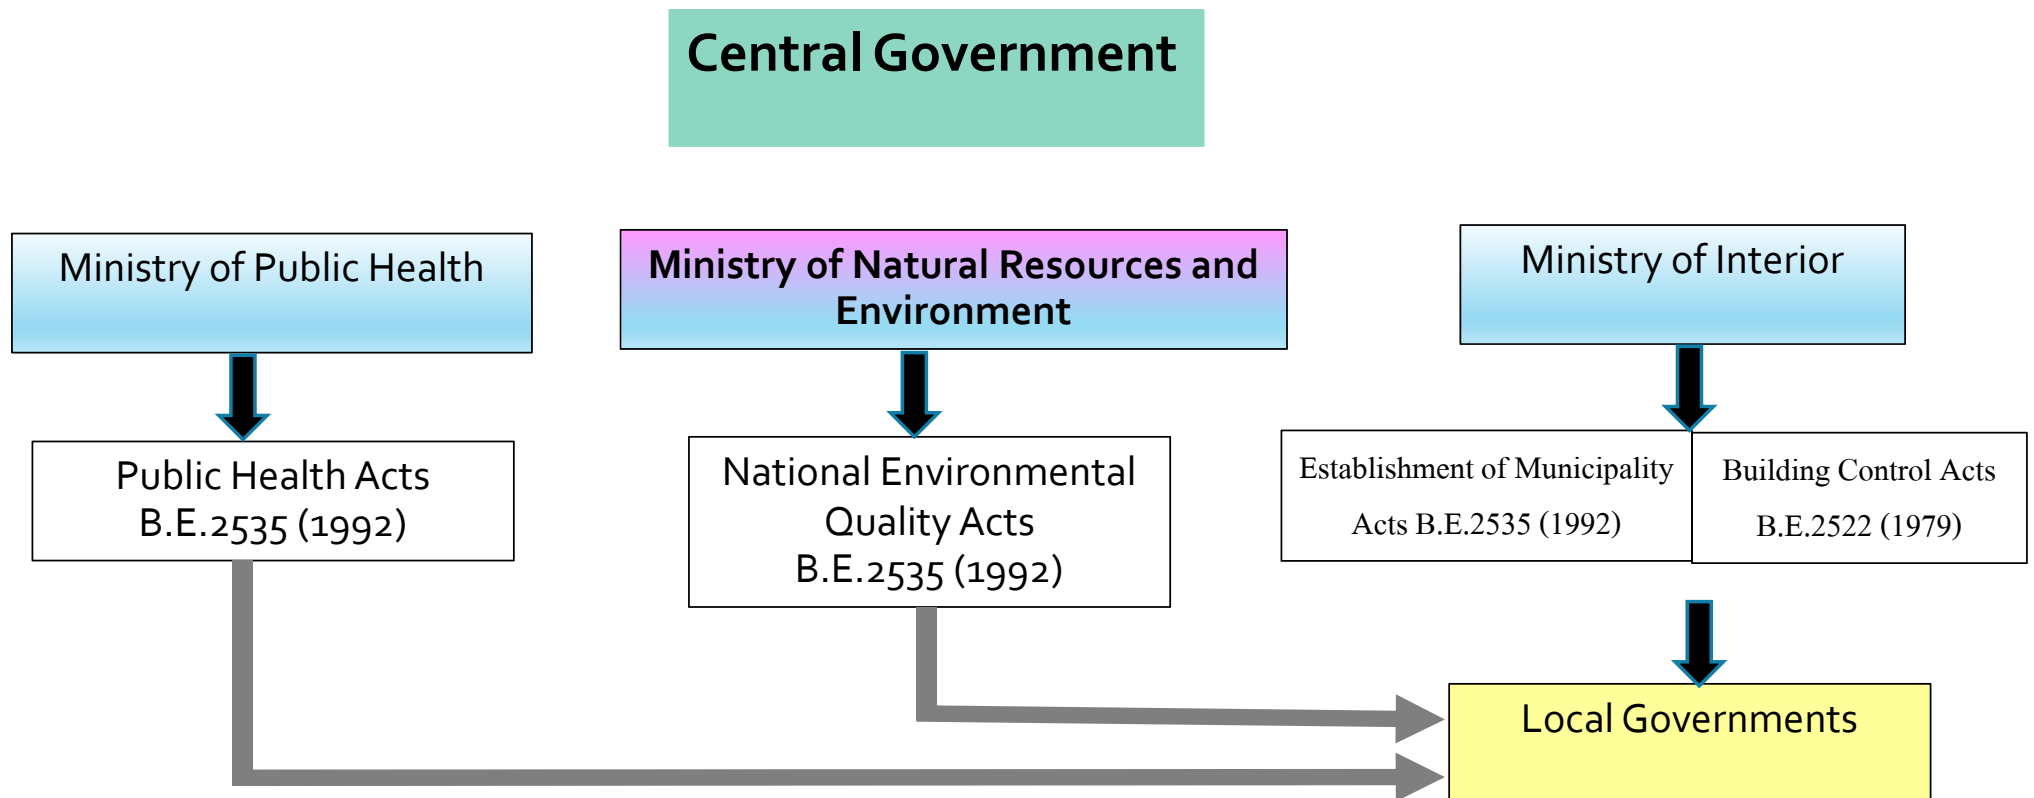 Central Government
Ministry of Public Health
Ministry of Natural Resources and
Environment
Ministry of Interior
Public Health Acts
B.E.2535 (1992)
National Environmental
Quality Acts
B.E.2535 (1992)
Establishment of Municipality
Acts B.E.2535 (1992)
Building Control Acts
B.E.2522 (1979)
Local Governments